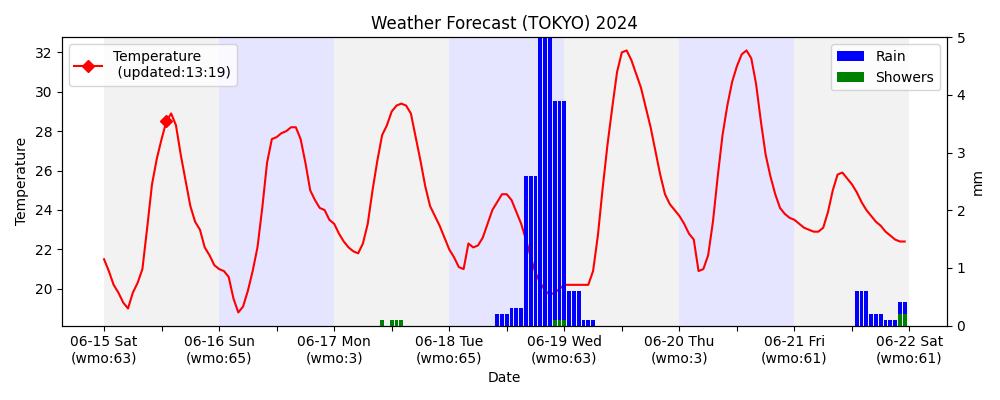 Weather Forecast (TOKYO) 2024
Temperature
(updated:13:19)
Rain
Showers
Temperature
32
30
28
26
24
22
20
5
4
3
2
1
0
mm
06-15 Sat
(wmo:63)
06-16 Sun
(wmo:65)
06-17 Mon
(wmo:3)
06-18 Tue
(wmo:65)
06-19 Wed
(wmo:63)
06-20 Thu
(wmo:3)
06-21 Fri
(wmo:61)
06-22 Sat
(wmo:61)
Date